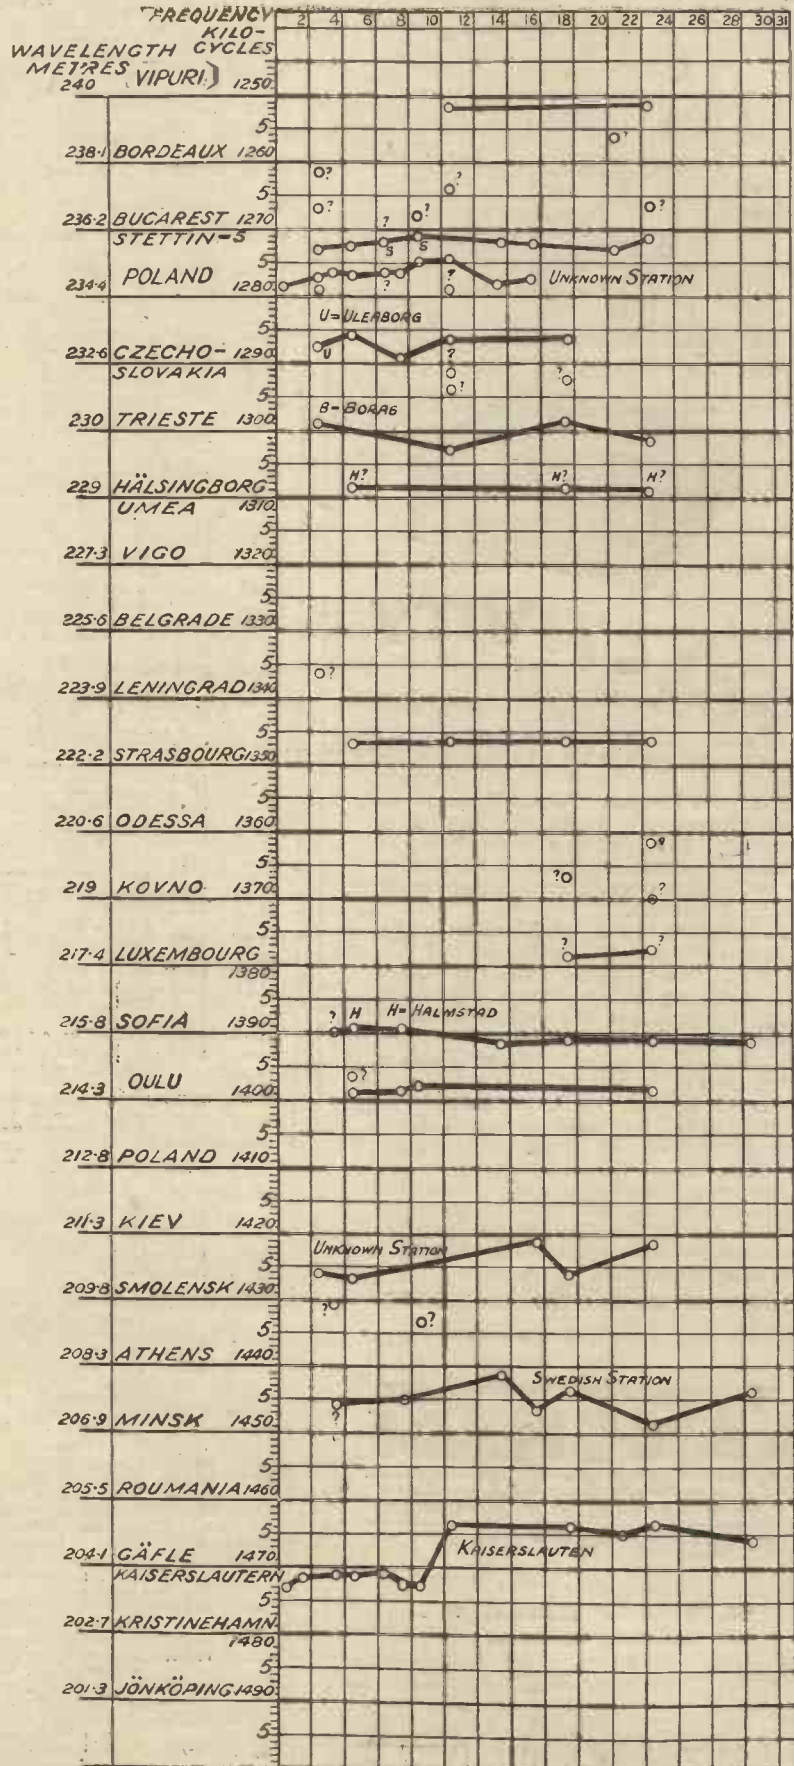 FREQUENCY 2 4 6 8 10 12 14 16 18 20 22 24 26 28 30 31
KILO-
WAVELENGTH CYCLES
METRES
240 VIPURI) 1250
5
238·1 BORDEAUX 1260
?
?
?
5
236·2 BUCAREST 1270
? ? ?
STETTIN=S
S S
5
POLAND UNKNOWN STATION
234·4 1280
? ?
5
U=ULERBORG
232·6 CZECHO- 1290
U ?
SLOVAKIA
? ?
5
B=BORAG
230 TRIESTE 1300
5
H? H? H?
229 HÄLSINGBORG
UMEA 1310
5
227·3 VIGO 1320
5
225·6 BELGRADE 1330
5
?
223·9 LENINGRAD 1340
5
222·2 STRASBOURG 1350
5
220·6 ODESSA 1360
?
5
?
219 KOVNO 1370
?
5
? ?
217·4 LUXEMBOURG
1380
5
? H H=HALMSTAD
215·8 SOFIA 1390
5
?
214·3 OULU 1400
5
212·8 POLAND 1410
5
211·3 KIEV 1420
UNKNOWN STATION
5
209·8 SMOLENSK 1430
?
?
5
208·3 ATHENS 1440
SWEDISH STATION
5
206·9 MINSK 1450
?
5
205·5 ROUMANIA 1460
5
204·1 GÄFLE 1470
KAISERSLAUTEN
KAISERSLAUTERN
5
202·7 KRISTINEHAMN
1480
5
201·3 JÖNKÖPING 1490
5